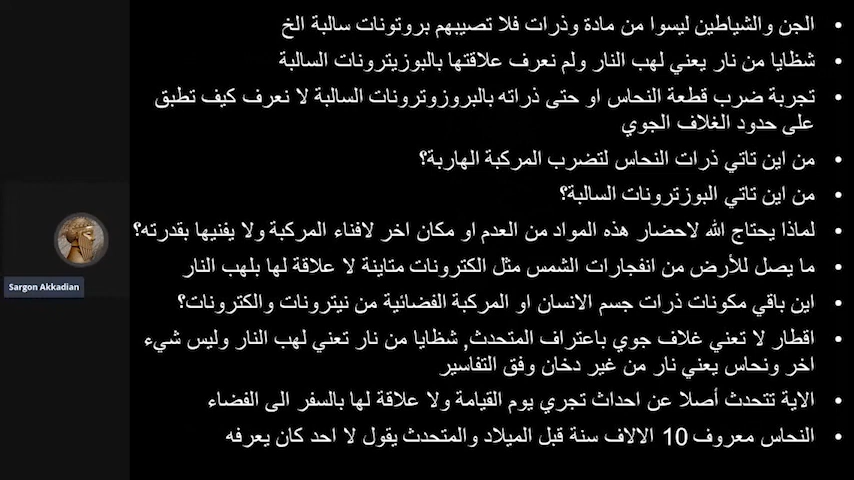 • الجن والشياطين ليسوا من مادة وذرات فلا تصيبهم بروتونات سالبة الخ
• شظايا من نار يعني لهب النار ولم نعرف علاقتها بالبوزيترونات السالبة
• تجربة ضرب قطعة النحاس او حتى ذراته بالبروزوترونات السالبة لا نعرف كيف تطبق
على حدود الغلاف الجوي
• من اين تاتي ذرات النحاس لتضرب المركبة الهاربة؟
• من اين تاتي البوزترونات السالبة؟
• لماذا يحتاج الله لاحضار هذه المواد من العدم او مكان اخر لافناء المركبة ولا يفنيها بقدرته؟
• ما يصل للأرض من انفجارات الشمس مثل الكترونات متاينة لا علاقة لها بلهب النار
• اين باقي مكونات ذرات جسم الانسان او المركبة الفضائية من نيترونات والكترونات؟
• اقطار لا تعني غلاف جوي باعتراف المتحدث, شظايا من نار تعني لهب النار وليس شيء
اخر ونحاس يعني نار من غير دخان وفق التفاسير
• الاية تتحدث أصلا عن احداث تجري يوم القيامة ولا علاقة لها بالسفر الى الفضاء
• النحاس معروف 10 الالاف سنة قبل الميلاد والمتحدث يقول لا احد كان يعرفه
Sargon Akkadian